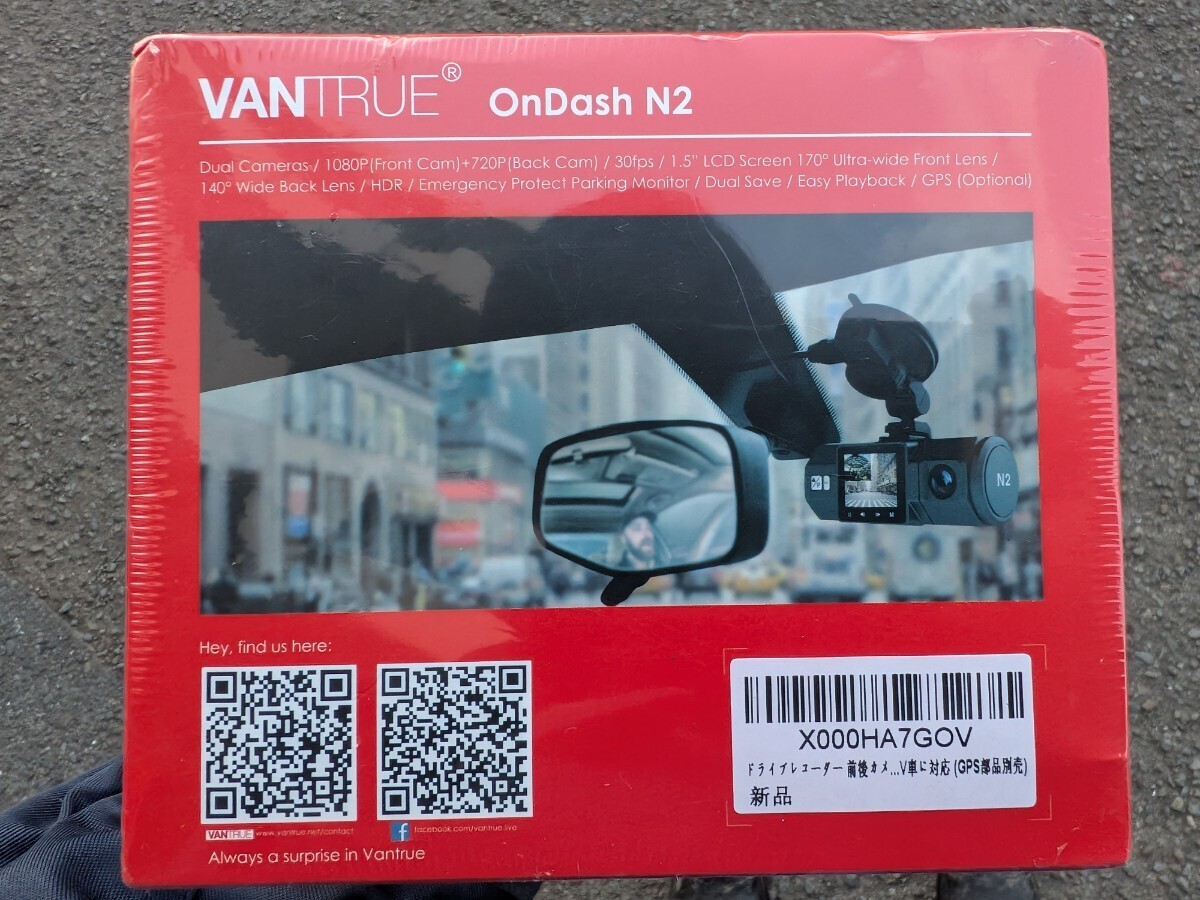 VANTRUE® OnDash N2
Dual Cameras / 1080P(Front Cam)+720P(Back Cam) / 30fps / 1.5" LCD Screen 170° Ultra-wide Front Lens /
140° Wide Back Lens / HDR / Emergency Protect Parking Monitor / Dual Save / Easy Playback / GPS (Optional)
N2
Hey, find us here:
VANTRUE www.vantrue.net/contact
facebook.com/vantrue.live
Always a surprise in Vantrue
X000HA7GOV
ドライブレコーダー 前後カメ...V車に対応 (GPS部品別売)
新品